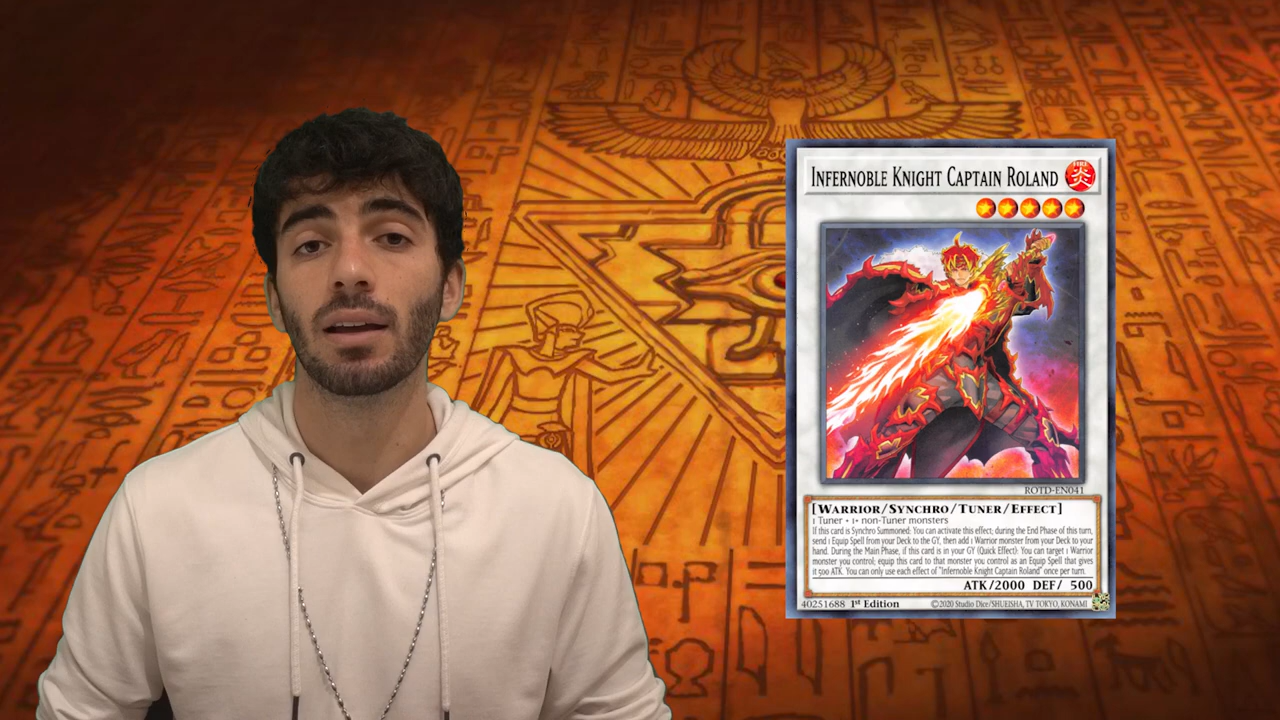 INFERNOBLE KNIGHT CAPTAIN ROLAND
FIRE
炎
ROTD-EN041
[WARRIOR/SYNCHRO/TUNER/EFFECT]
1 Tuner + 1+ non-Tuner monsters
If this card is Synchro Summoned: You can activate this effect; during the End Phase of this turn,
send 1 Equip Spell from your Deck to the GY, then add 1 Warrior monster from your Deck to your
hand. During the Main Phase, if this card is in your GY (Quick Effect): You can target 1 Warrior
monster you control; equip this card to that monster you control as an Equip Spell that gives
it 500 ATK. You can only use each effect of "Infernoble Knight Captain Roland" once per turn.
ATK/2000 DEF/ 500
40251688 1st Edition ©2020 Studio Dice/SHUEISHA, TV TOKYO, KONAMI